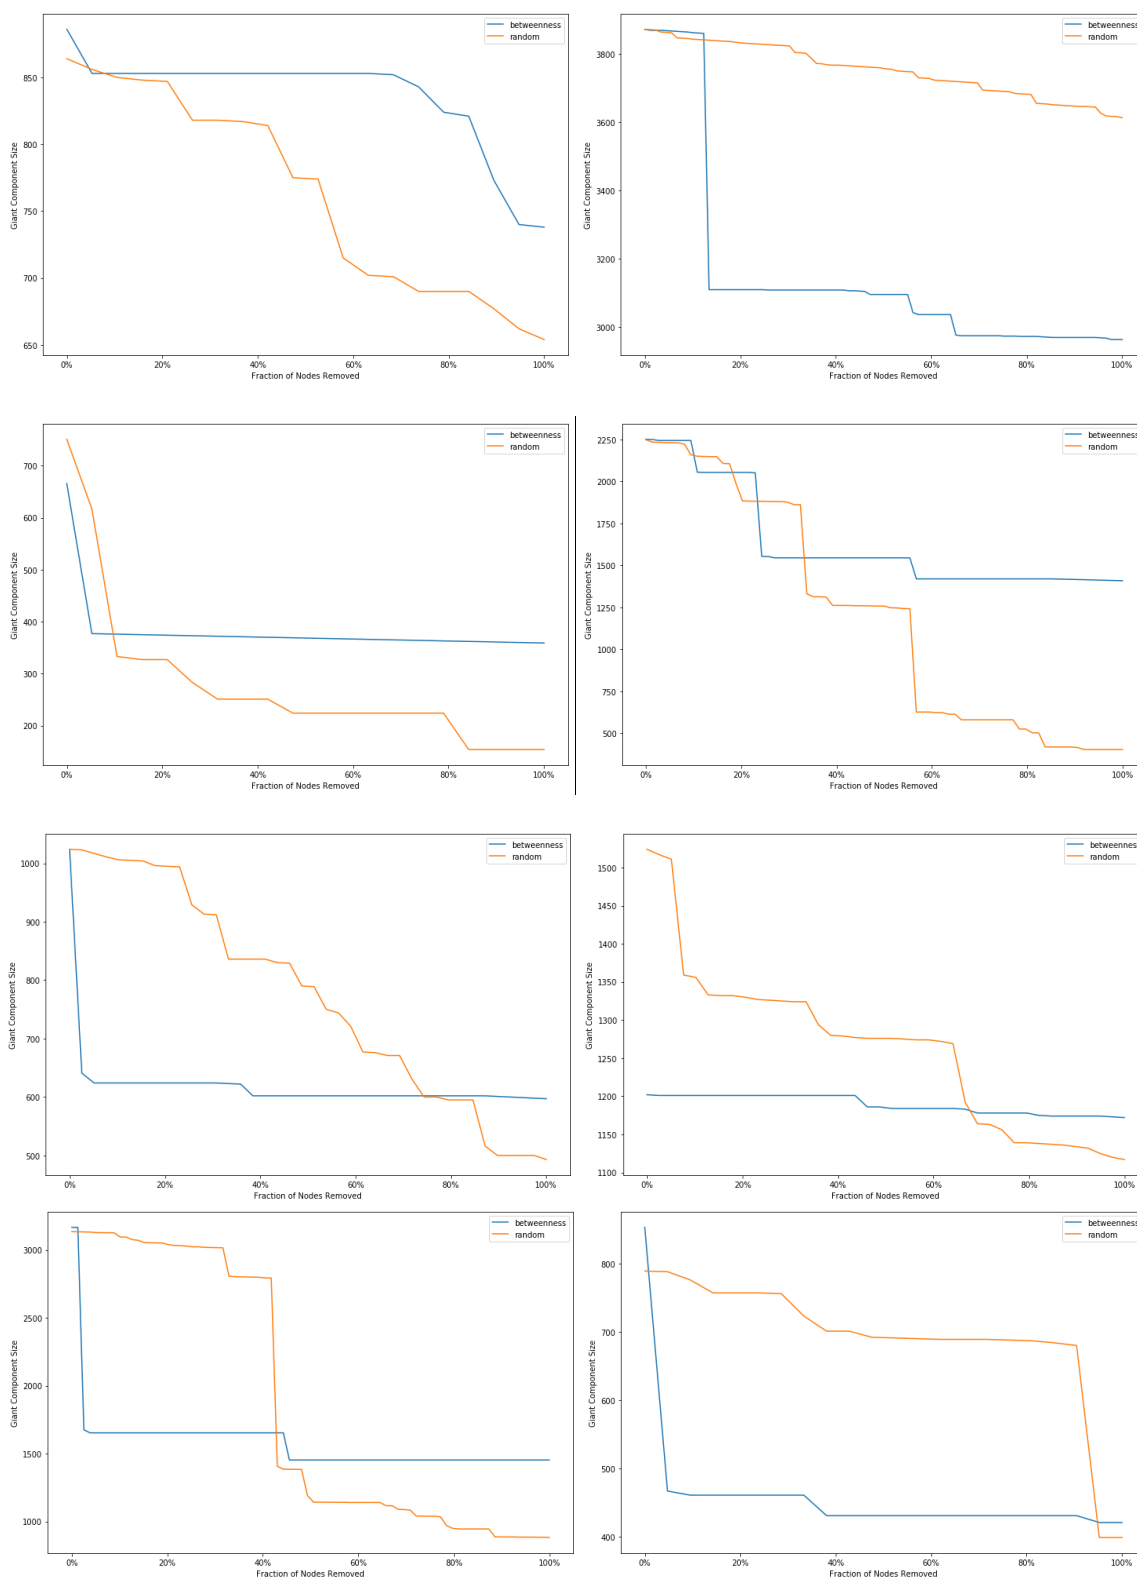 betweenness
random
850
800
750
700
650
Giant Component Size
0% 20% 40% 60% 80% 100%
Fraction of Nodes Removed
betweenness
random
3800
3600
3400
3200
3000
Giant Component Size
0% 20% 40% 60% 80% 100%
Fraction of Nodes Removed
betweenness
random
700
600
500
400
300
200
Giant Component Size
0% 20% 40% 60% 80% 100%
Fraction of Nodes Removed
betweenness
random
2250
2000
1750
1500
1250
1000
750
500
Giant Component Size
0% 20% 40% 60% 80% 100%
Fraction of Nodes Removed
betweenness
random
1000
900
800
700
600
500
Giant Component Size
0% 20% 40% 60% 80% 100%
Fraction of Nodes Removed
betweenness
random
1500
1450
1400
1350
1300
1250
1200
1150
1100
Giant Component Size
0% 20% 40% 60% 80% 100%
Fraction of Nodes Removed
betweenness
random
3000
2500
2000
1500
1000
Giant Component Size
0% 20% 40% 60% 80% 100%
Fraction of Nodes Removed
betweenness
random
800
700
600
500
400
Giant Component Size
0% 20% 40% 60% 80% 100%
Fraction of Nodes Removed